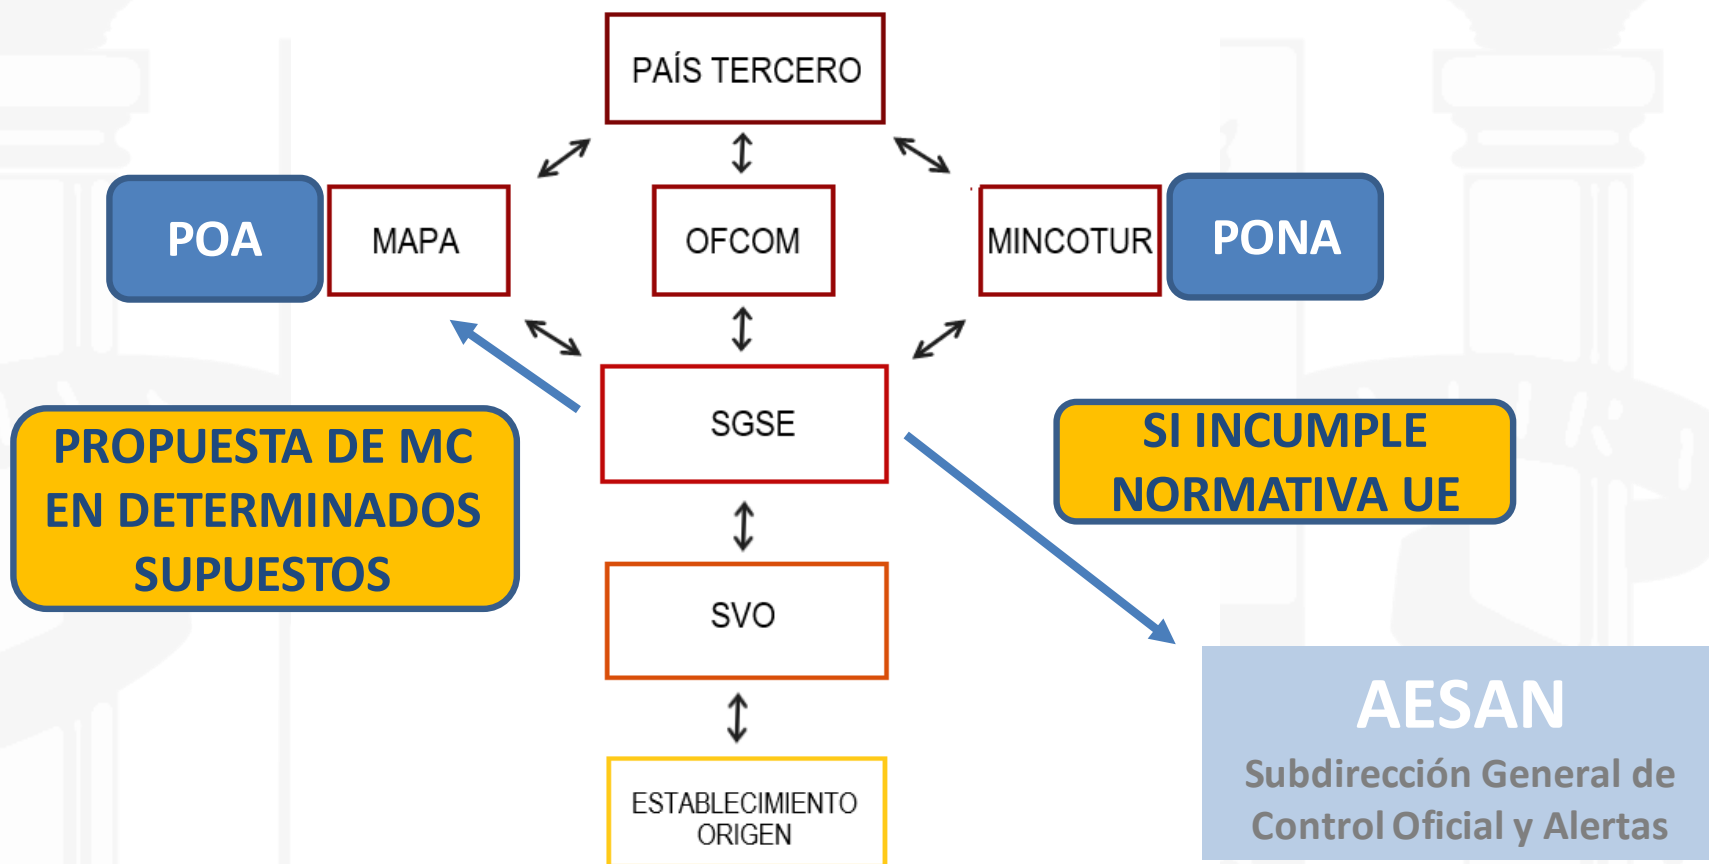 PAÍS TERCERO
POA
MAPA
OFCOM
MINCOTUR
PONA
PROPUESTA DE MC
EN DETERMINADOS
SUPUESTOS
SGSE
SI INCUMPLE
NORMATIVA UE
SVO
AESAN
Subdirección General de
Control Oficial y Alertas
ESTABLECIMIENTO
ORIGEN